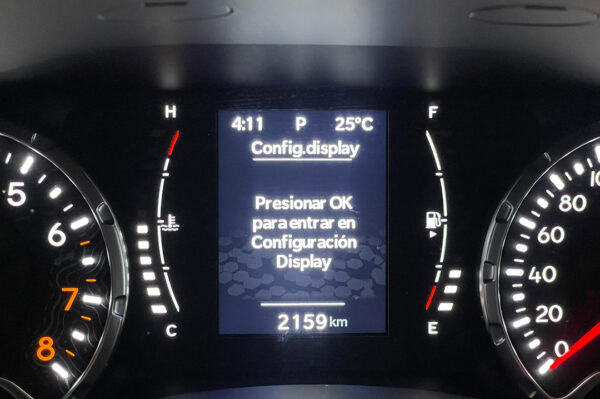 4:11 P 25°C
Config.display
Presionar OK
para entrar en
Configuración
Display
2159 km
H
C
F
E
5
6
7
8
100
80
60
40
20
0